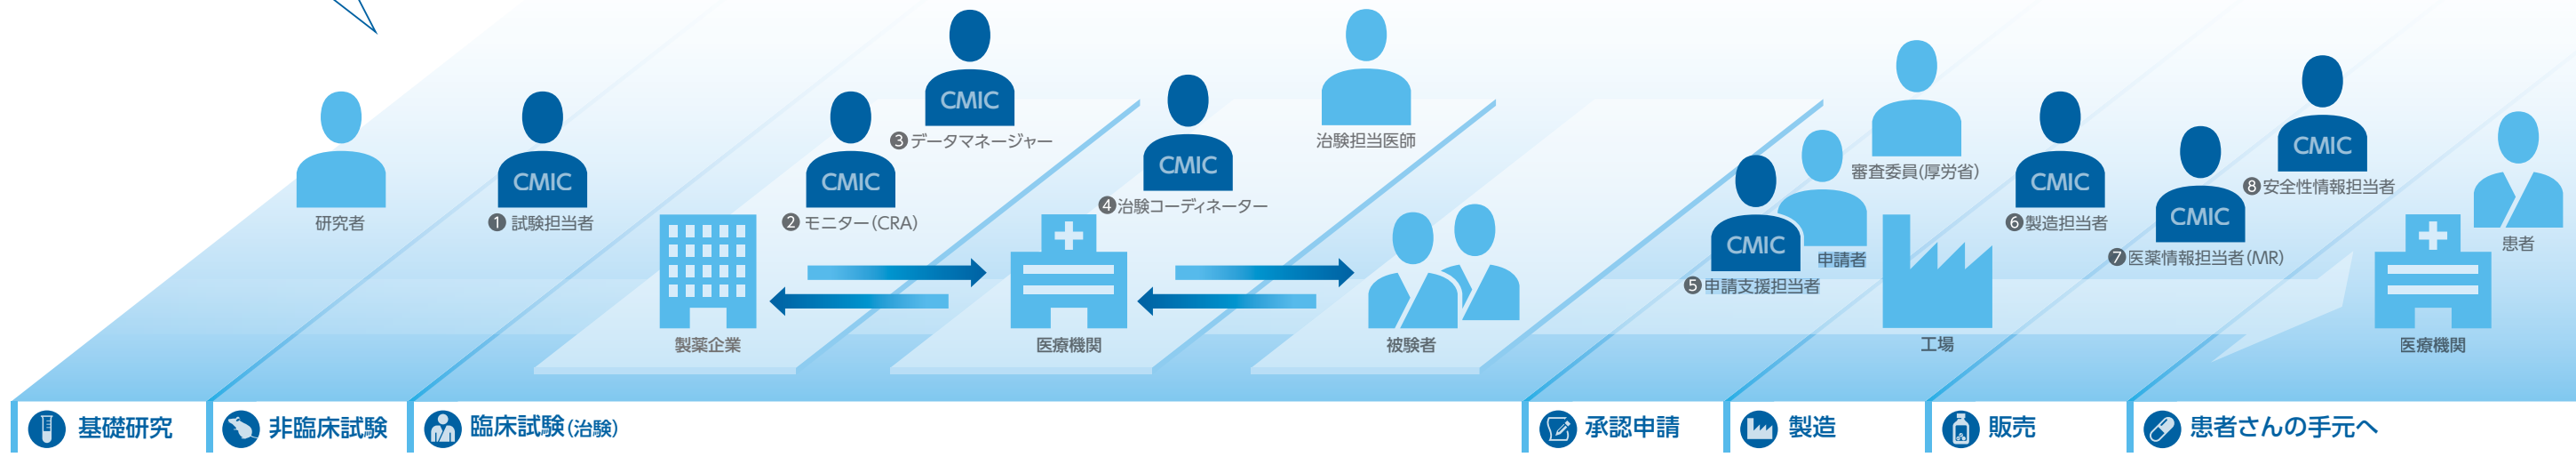 研究者
CMIC
❶ 試験担当者
製薬企業
CMIC
❷ モニター(CRA)
CMIC
❸ データマネージャー
医療機関
CMIC
❹ 治験コーディネーター
治験担当医師
被験者
CMIC
❺ 申請支援担当者
申請者
審査委員(厚労省)
工場
CMIC
❻ 製造担当者
CMIC
❼ 医薬情報担当者(MR)
CMIC
❽ 安全性情報担当者
患者
医療機関
基礎研究
非臨床試験
臨床試験(治験)
承認申請
製造
販売
患者さんの手元へ